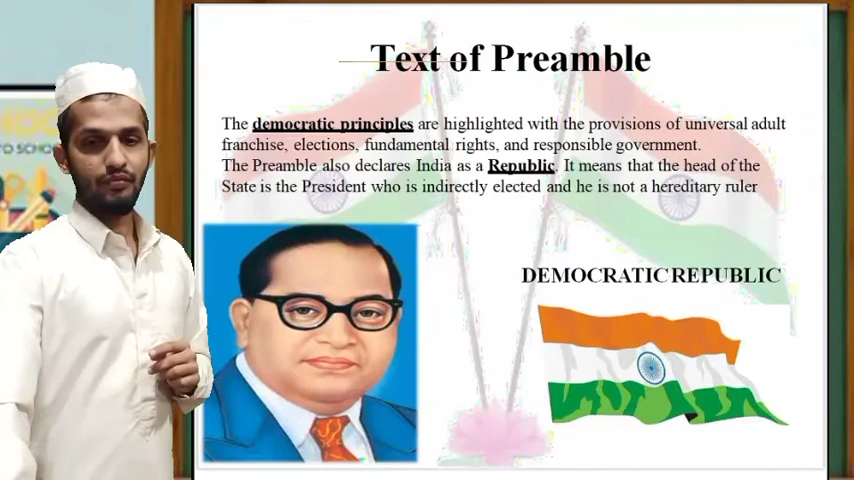 Text of Preamble
The democratic principles are highlighted with the provisions of universal adult
franchise, elections, fundamental rights, and responsible government.
The Preamble also declares India as a Republic. It means that the head of the
State is the President who is indirectly elected and he is not a hereditary ruler
TO SCHOO
DEMOCRATIC REPUBLIC